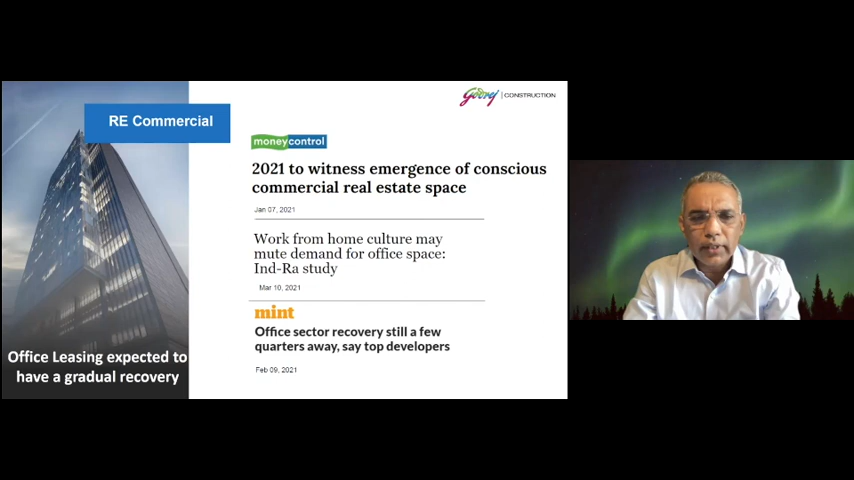 Godrej | CONSTRUCTION
RE Commercial
moneycontrol
2021 to witness emergence of conscious
commercial real estate space
Jan 07, 2021
Work from home culture may
mute demand for office space:
Ind-Ra study
Mar 10, 2021
mint
Office sector recovery still a few
quarters away, say top developers
Feb 09, 2021
Office Leasing expected to
have a gradual recovery